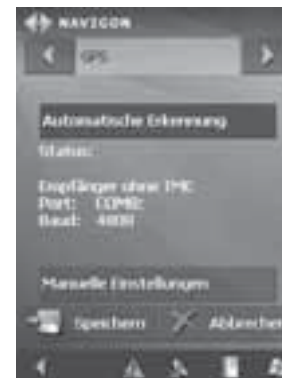 NAVIGON
GPS
Automatische Erkennung
Status:
Empfänger ohne TMC
Port: COM8:
Baud: 4800
Manuelle Einstellungen
Speichern Abbrechen